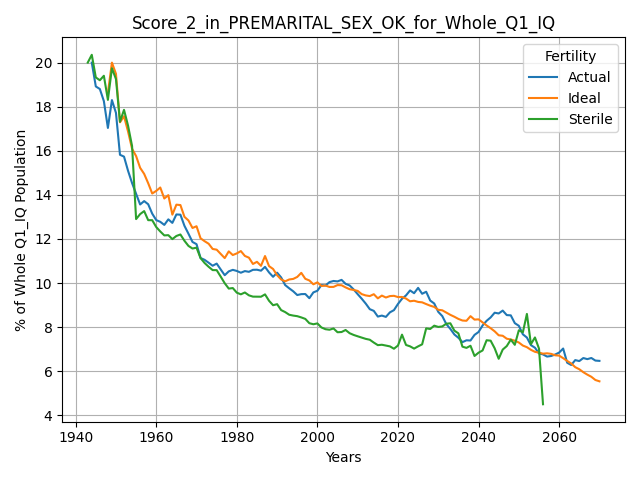 Score_2_in_PREMARITAL_SEX_OK_for_Whole_Q1_IQ
Fertility
Actual
Ideal
Sterile
% of Whole Q1_IQ Population
20
18
16
14
12
10
8
6
4
1940 1960 1980 2000 2020 2040 2060
Years